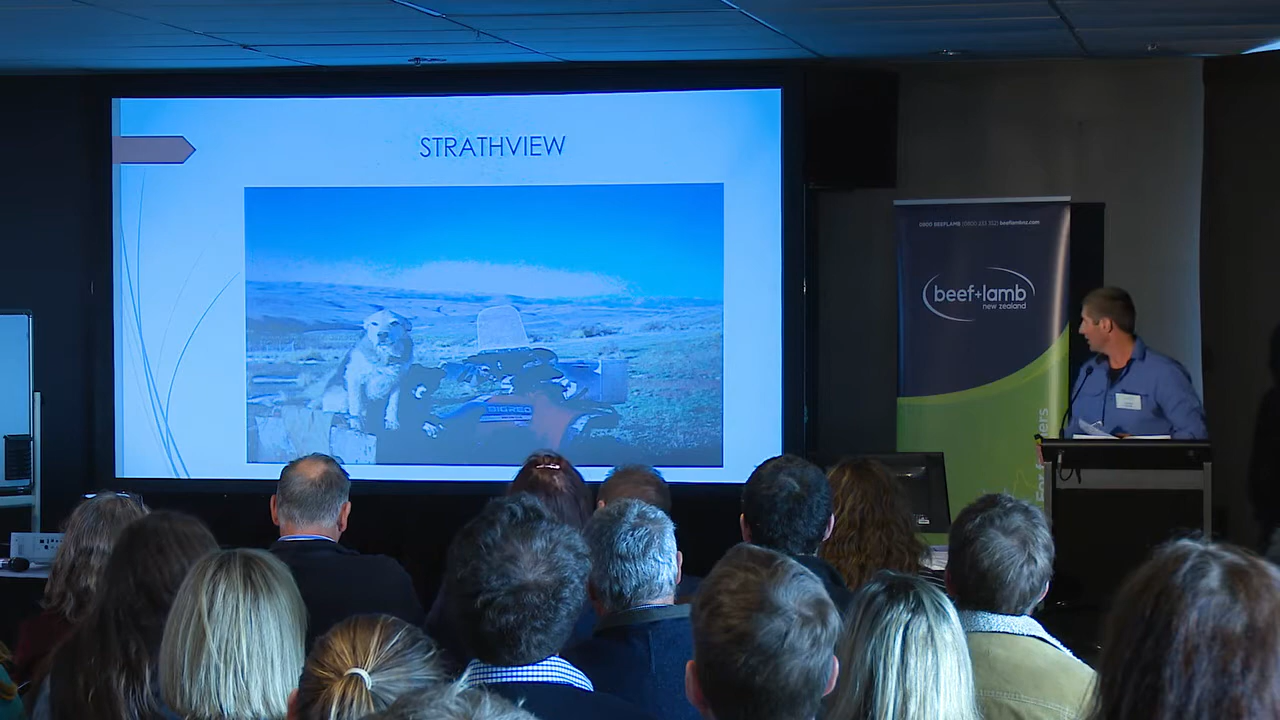 STRATHVIEW
BIGRED
0800 BEEFLAMB (0800 233 352) beeflambnz.com
beef+lamb
new zealand